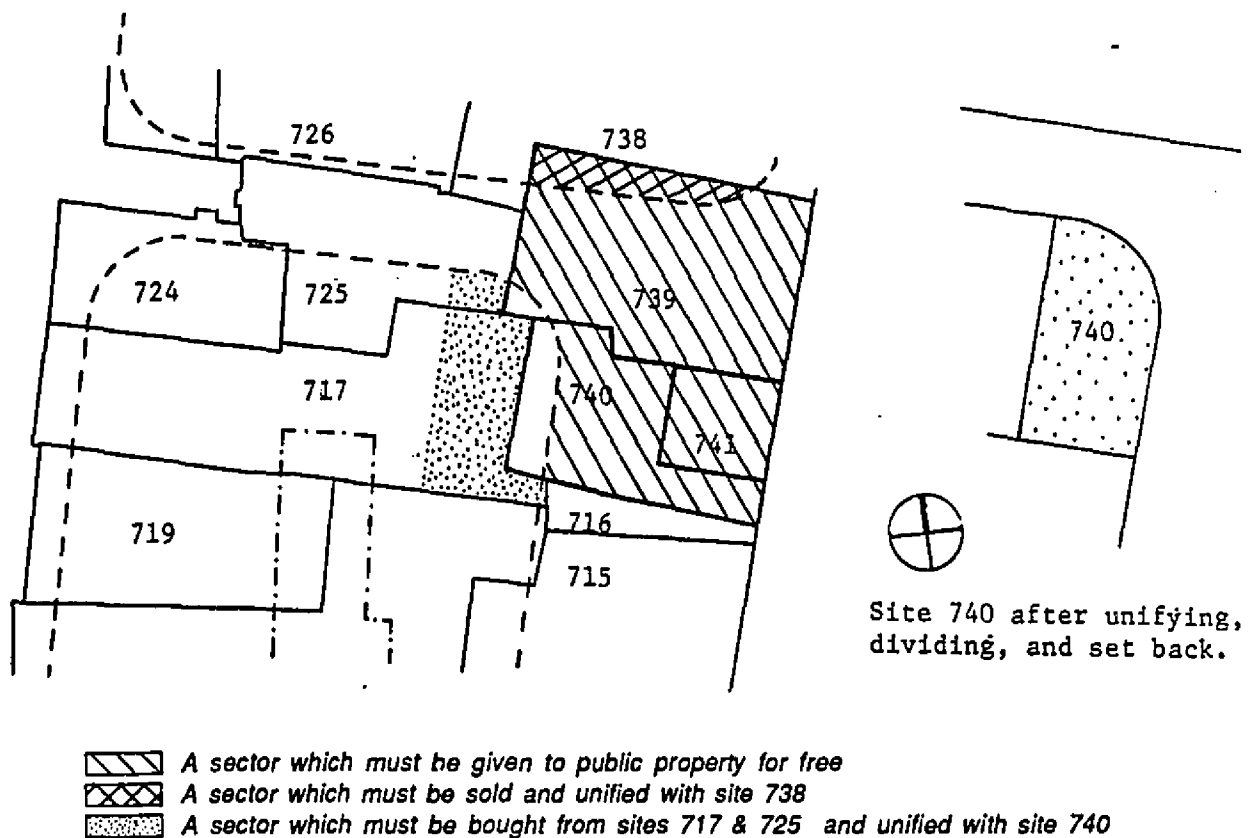 726
738
724
725
739
740
717
740
741
719
716
715
Site 740 after unifying,
dividing, and set back.
A sector which must be given to public property for free
A sector which must be sold and unified with site 738
A sector which must be bought from sites 717 & 725 and unified with site 740